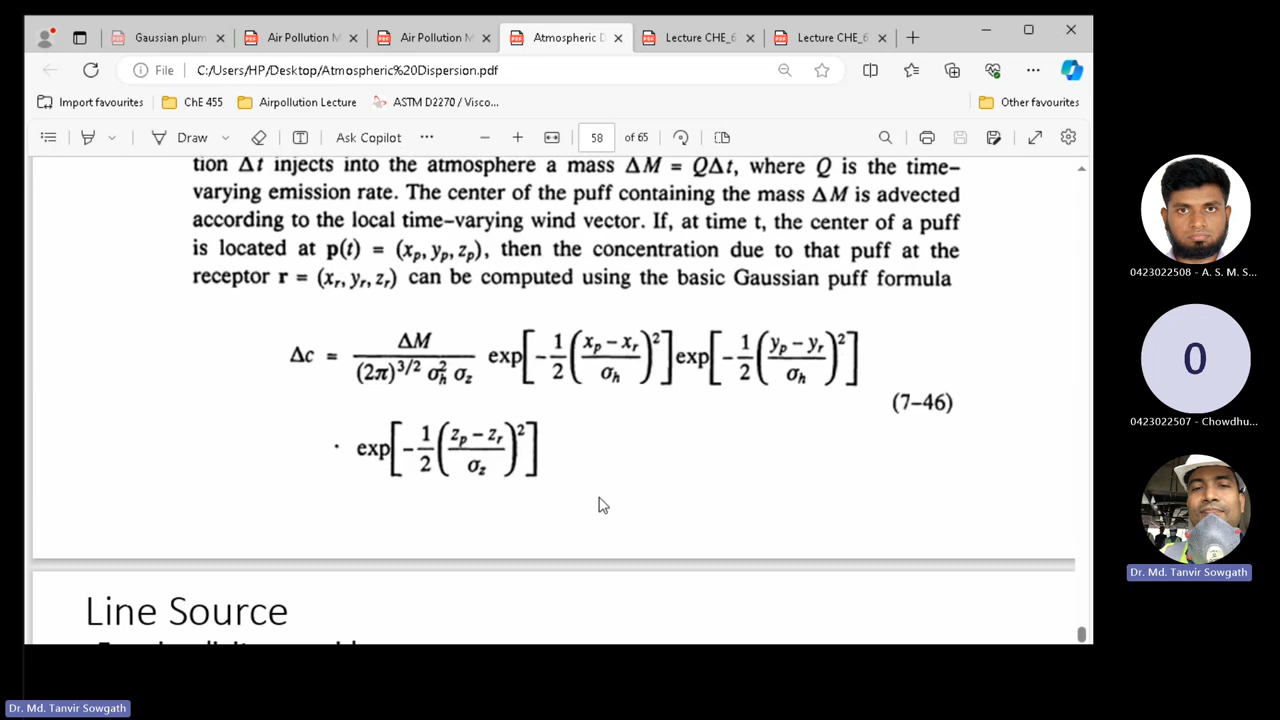 Gaussian plum
Air Pollution M
Air Pollution M
Atmospheric D
Lecture CHE_6
Lecture CHE_6
File C:/Users/HP/Desktop/Atmospheric%20Dispersion.pdf
Import favourites ChE 455 Airpollution Lecture ASTM D2270 / Visco... Other favourites
Draw Ask Copilot 58 of 65
tion Δt injects into the atmosphere a mass ΔM = QΔt, where Q is the time–
varying emission rate. The center of the puff containing the mass ΔM is advected
according to the local time–varying wind vector. If, at time t, the center of a puff
is located at p(t) = (xp, yp, zp), then the concentration due to that puff at the
receptor r = (xr, yr, zr) can be computed using the basic Gaussian puff formula
Δc = ΔM / (2π)^3/2 σh^2 σz exp[–1/2((xp – xr)/σh)^2] exp[–1/2((yp – yr)/σh)^2]
(7–46)
· exp[–1/2((zp – zr)/σz)^2]
Line Source
0423022508 - A. S. M. S...
0
0423022507 - Chowdhu...
Dr. Md. Tanvir Sowgath
Dr. Md. Tanvir Sowgath